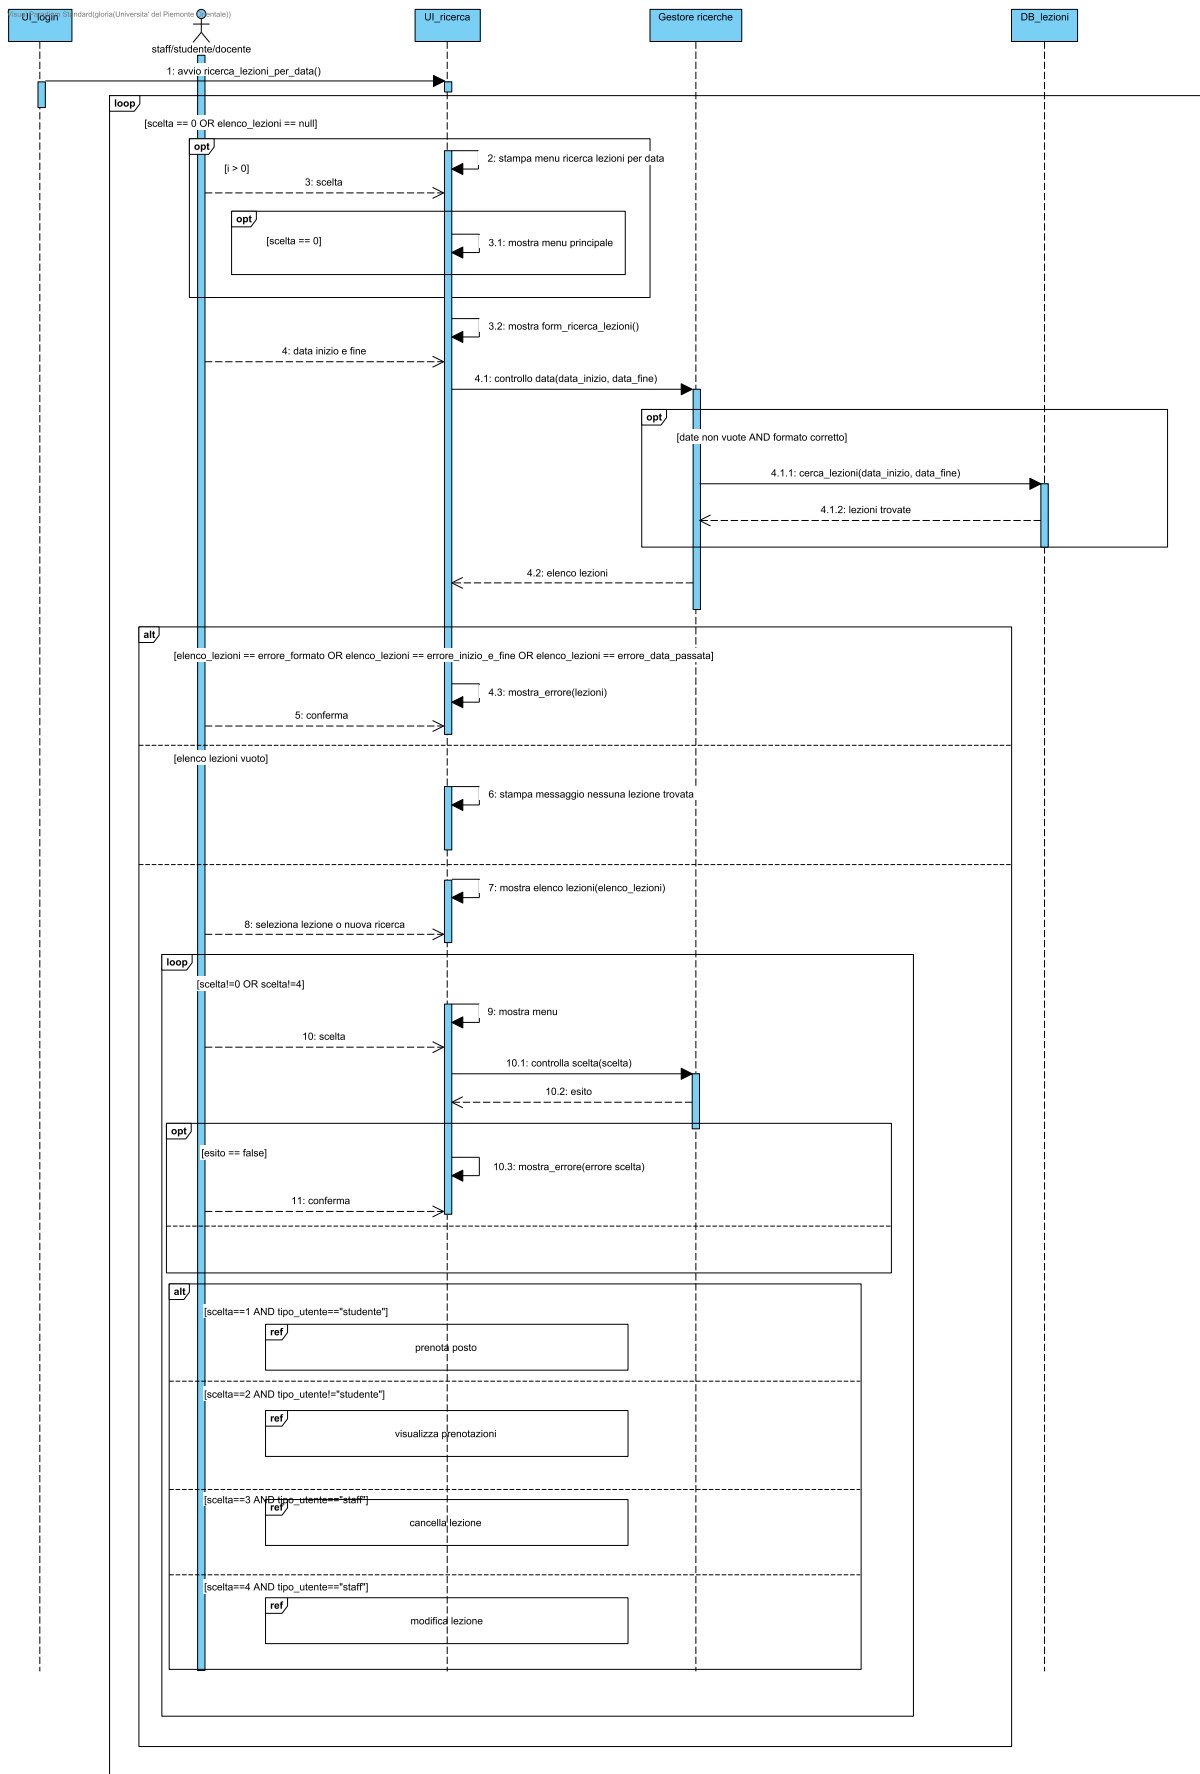 Visual Paradigm Standard(gloria(Universita' del Piemonte Orientale))
UI_login
staff/studente/docente
UI_ricerca
Gestore ricerche
DB_lezioni
1: avvio ricerca_lezioni_per_data()
loop
[scelta == 0 OR elenco_lezioni == null]
opt
2: stampa menu ricerca lezioni per data
[i > 0]
3: scelta
opt
[scelta == 0]
3.1: mostra menu principale
3.2: mostra form_ricerca_lezioni()
4: data inizio e fine
4.1: controllo data(data_inizio, data_fine)
opt
[date non vuote AND formato corretto]
4.1.1: cerca_lezioni(data_inizio, data_fine)
4.1.2: lezioni trovate
4.2: elenco lezioni
alt
[elenco_lezioni == errore_formato OR elenco_lezioni == errore_inizio_e_fine OR elenco_lezioni == errore_data_passata]
4.3: mostra_errore(lezioni)
5: conferma
[elenco lezioni vuoto]
6: stampa messaggio nessuna lezione trovata
7: mostra elenco lezioni(elenco_lezioni)
8: seleziona lezione o nuova ricerca
loop
[scelta!=0 OR scelta!=4]
9: mostra menu
10: scelta
10.1: controlla scelta(scelta)
10.2: esito
opt
[esito == false]
10.3: mostra_errore(errore scelta)
11: conferma
alt
[scelta==1 AND tipo_utente=="studente"]
ref
prenota posto
[scelta==2 AND tipo_utente!="studente"]
ref
visualizza prenotazioni
[scelta==3 AND tipo_utente=="staff"]
ref
cancella lezione
[scelta==4 AND tipo_utente=="staff"]
ref
modifica lezione